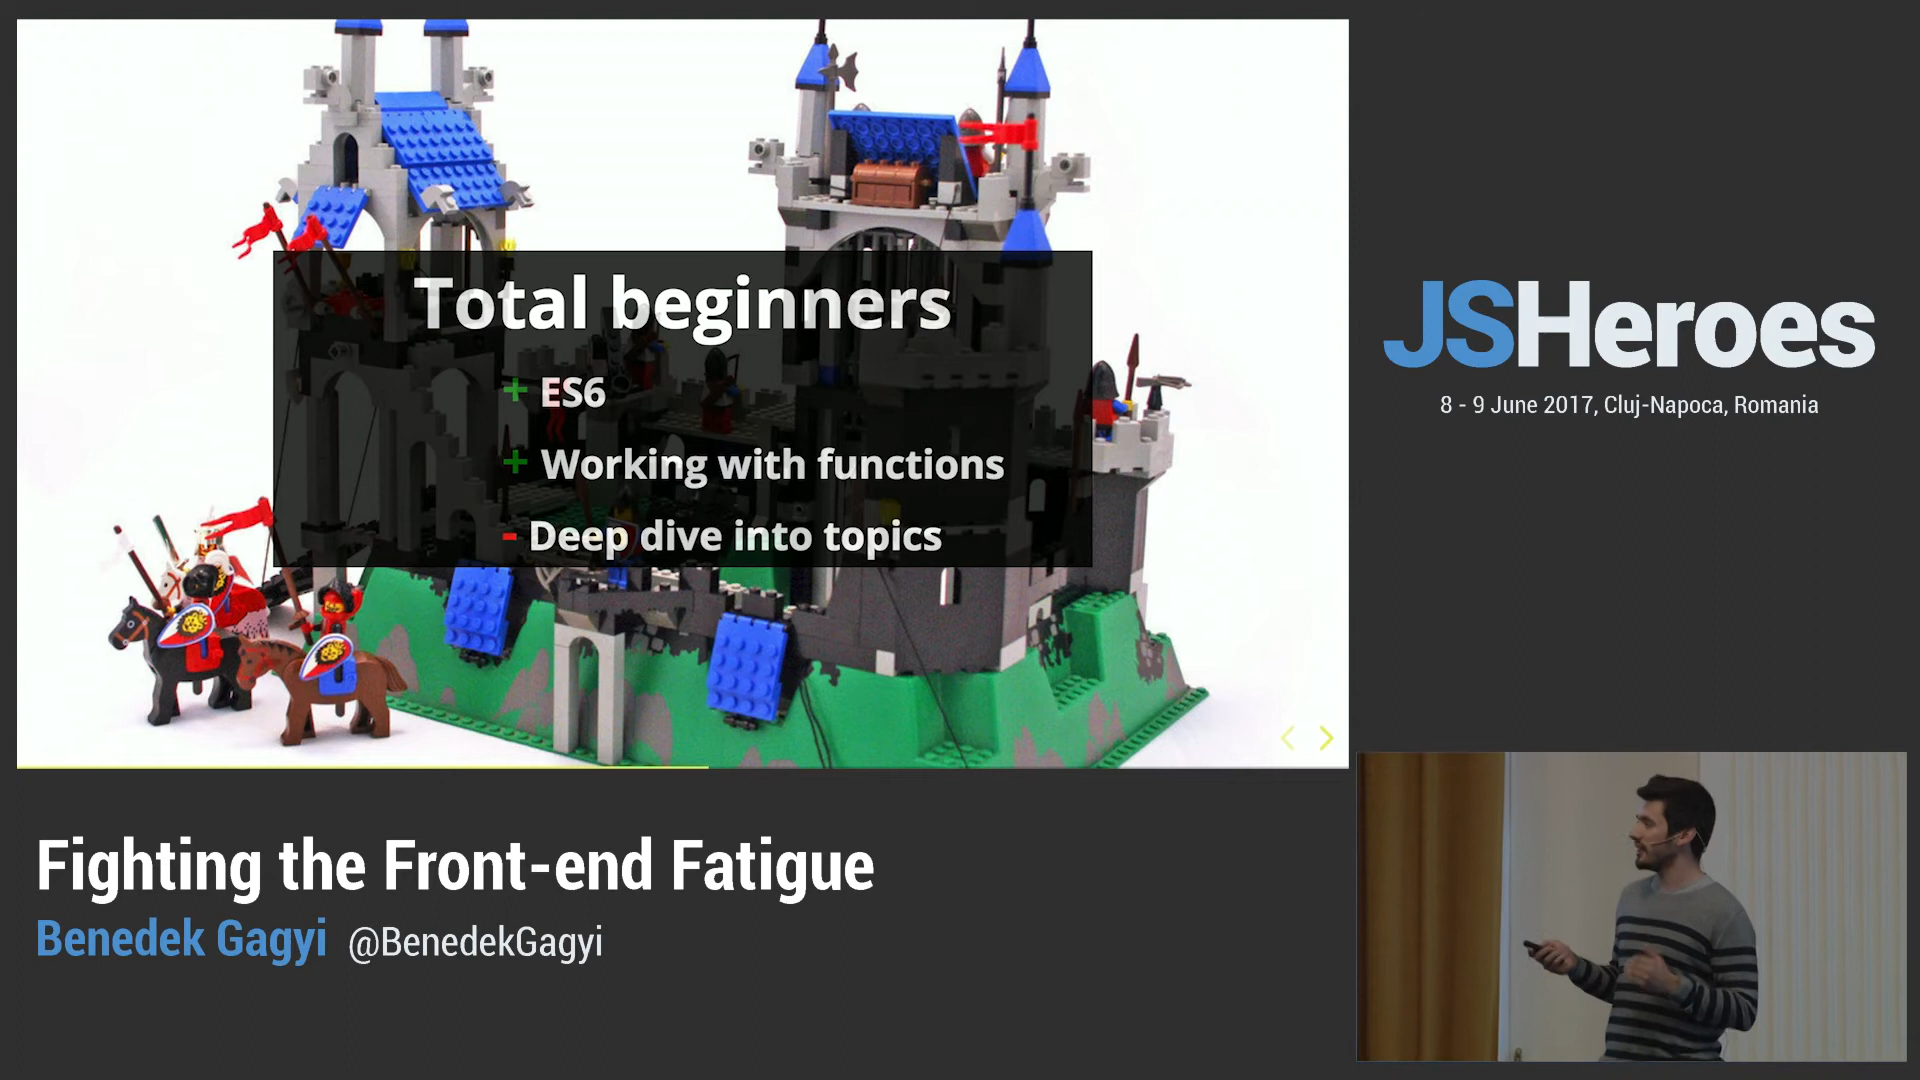 Total beginners
+ ES6
+ Working with functions
- Deep dive into topics
JSHeroes
8 - 9 June 2017, Cluj-Napoca, Romania
Fighting the Front-end Fatigue
Benedek Gagyi @BenedekGagyi